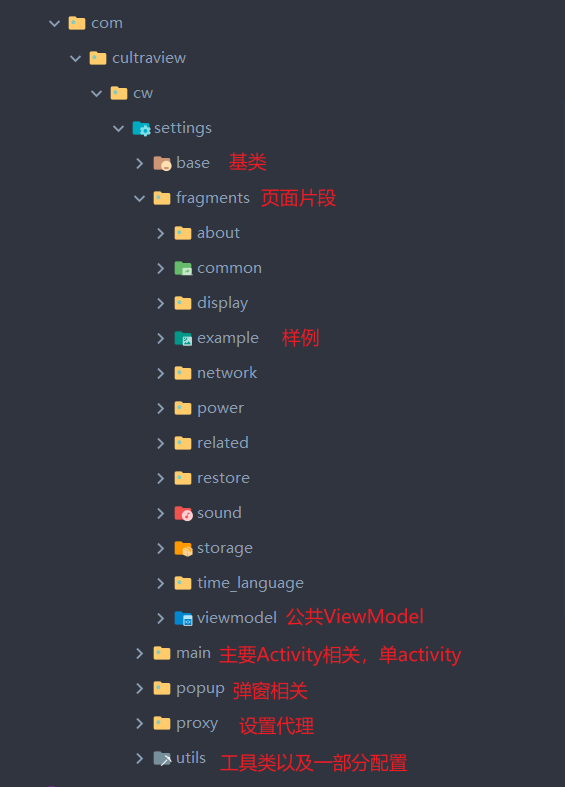 com
cultraview
cw
settings
base 基类
fragments 页面片段
about
common
display
example 样例
network
power
related
restore
sound
storage
time_language
viewmodel 公共ViewModel
main 主要Activity相关，单activity
popup 弹窗相关
proxy 设置代理
utils 工具类以及一部分配置